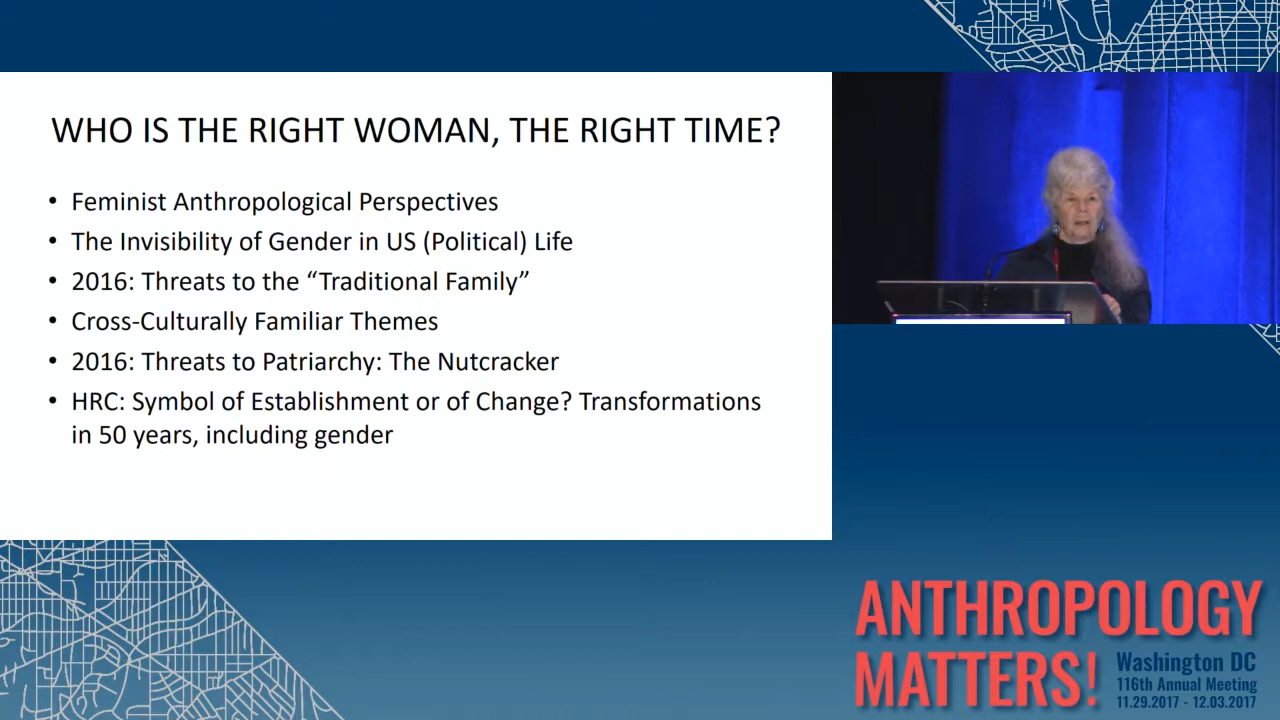 WHO IS THE RIGHT WOMAN, THE RIGHT TIME?
• Feminist Anthropological Perspectives
• The Invisibility of Gender in US (Political) Life
• 2016: Threats to the “Traditional Family”
• Cross-Culturally Familiar Themes
• 2016: Threats to Patriarchy: The Nutcracker
• HRC: Symbol of Establishment or of Change? Transformations
in 50 years, including gender
ANTHROPOLOGY
MATTERS!
Washington DC
116th Annual Meeting
11.29.2017 - 12.03.2017